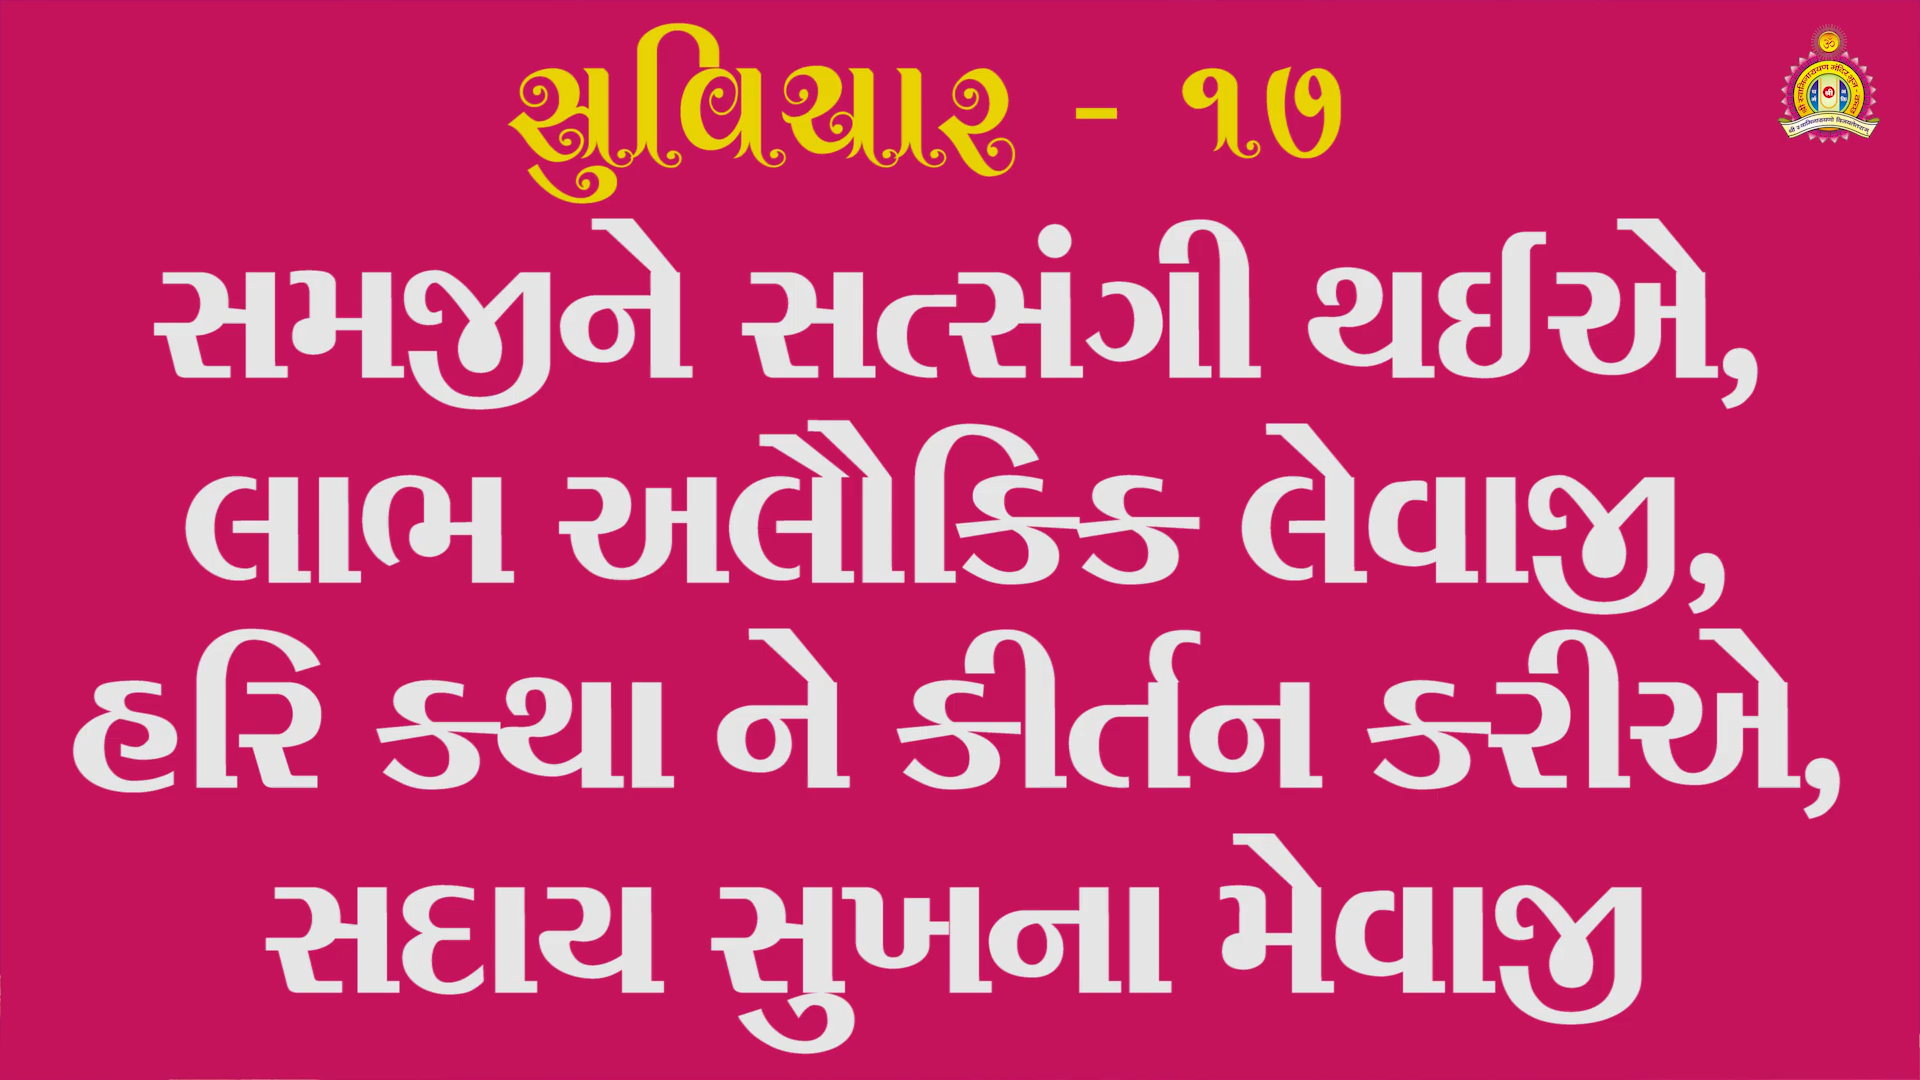 સુવિચાર - ૧૭
સમજીને સત્સંગી થઈએ,
લાભ અલૌકિક લેવાજી,
હરિ કથા ને કીર્તન કરીએ,
સદાય સુખના મેવાજી